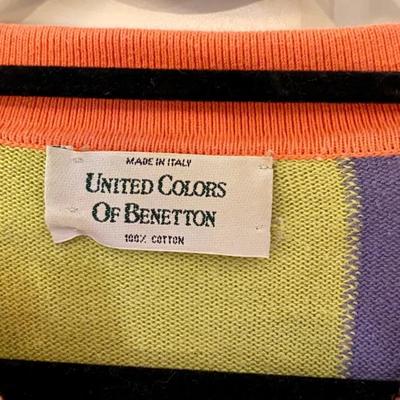 MADE IN ITALY
UNITED COLORS
OF BENETTON
100% COTTON